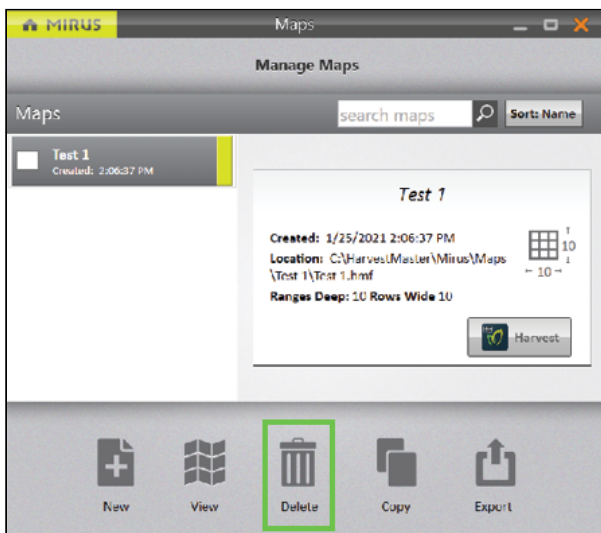 MIRUS
Maps
Manage Maps
Maps
search maps
Sort: Name
Test 1
Created: 2:06:37 PM
Test 1
Created: 1/25/2021 2:06:37 PM
Location: C:\HarvestMaster\Mirus\Maps
\Test 1\Test 1.hmf
Ranges Deep: 10 Rows Wide 10
10
10
Harvest
New
View
Delete
Copy
Export